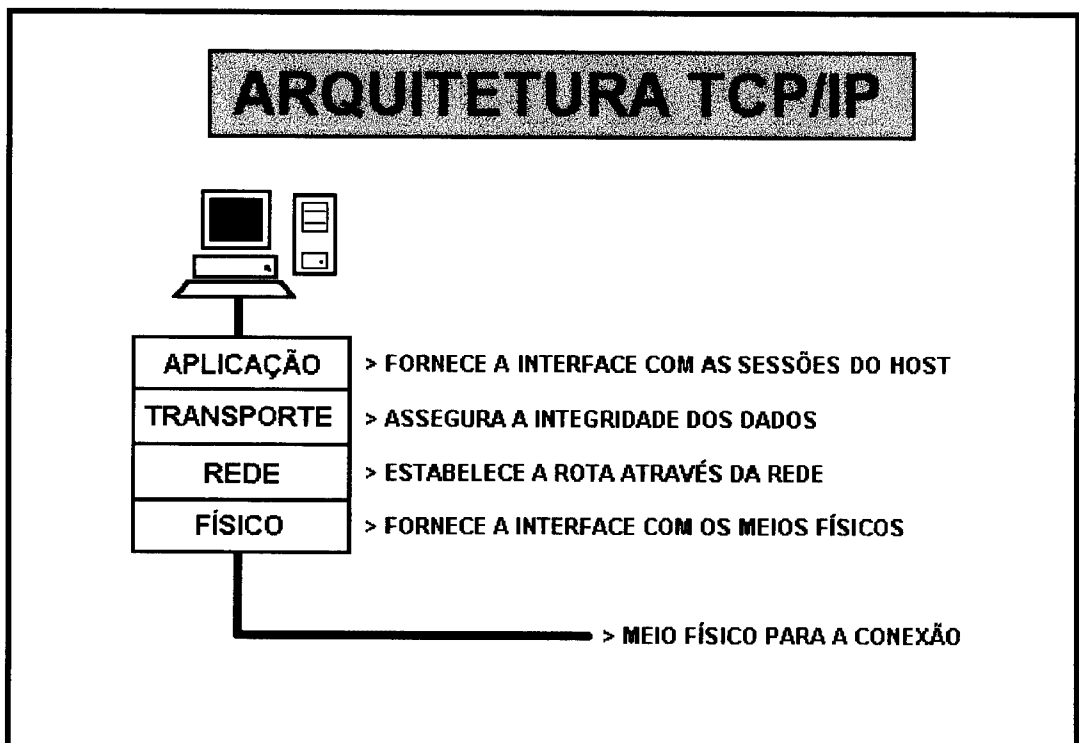 ARQUITETURA TCP/IP
APLICAÇÃO > FORNECE A INTERFACE COM AS SESSÕES DO HOST
TRANSPORTE > ASSEGURA A INTEGRIDADE DOS DADOS
REDE > ESTABELECE A ROTA ATRAVÉS DA REDE
FÍSICO > FORNECE A INTERFACE COM OS MEIOS FÍSICOS
> MEIO FÍSICO PARA A CONEXÃO